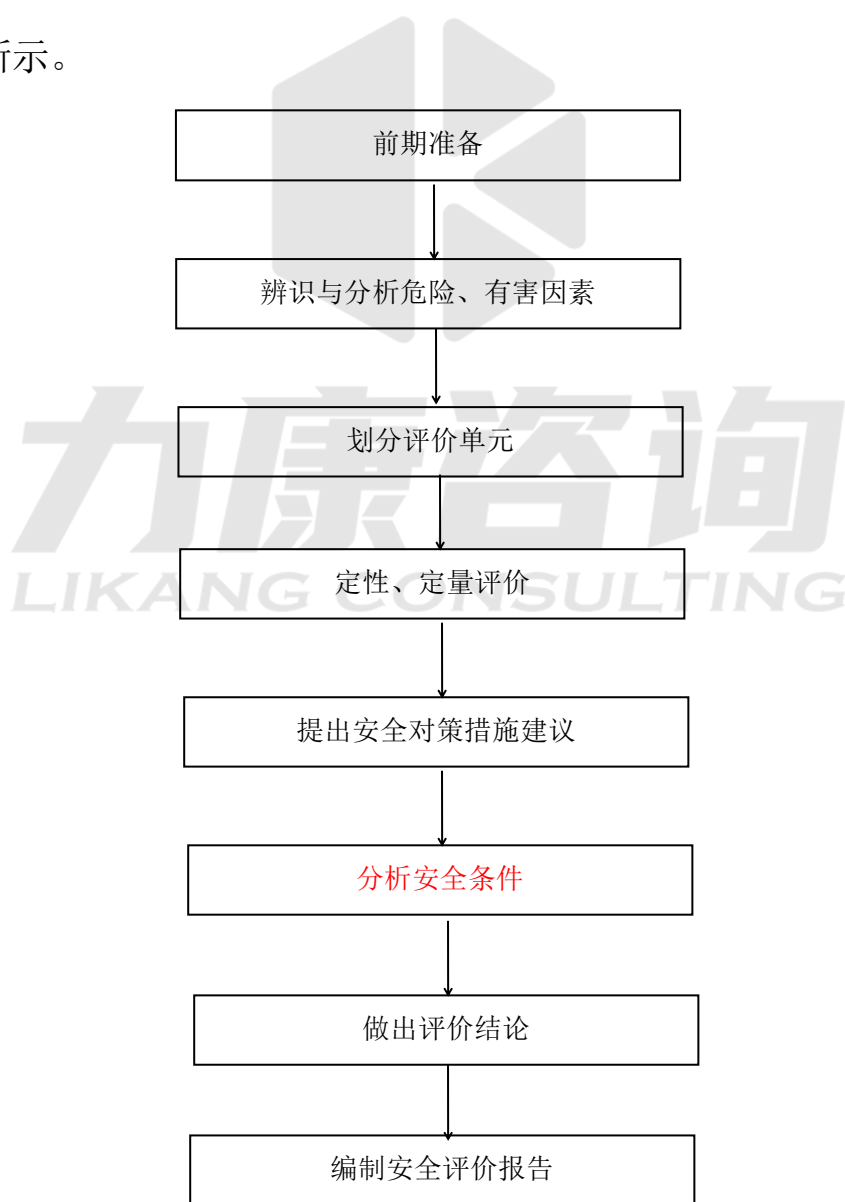 所示。
前期准备
辨识与分析危险、有害因素
划分评价单元
力康咨询
定性、定量评价
LIKANG CONSULTING
提出安全对策措施建议
分析安全条件
做出评价结论
编制安全评价报告